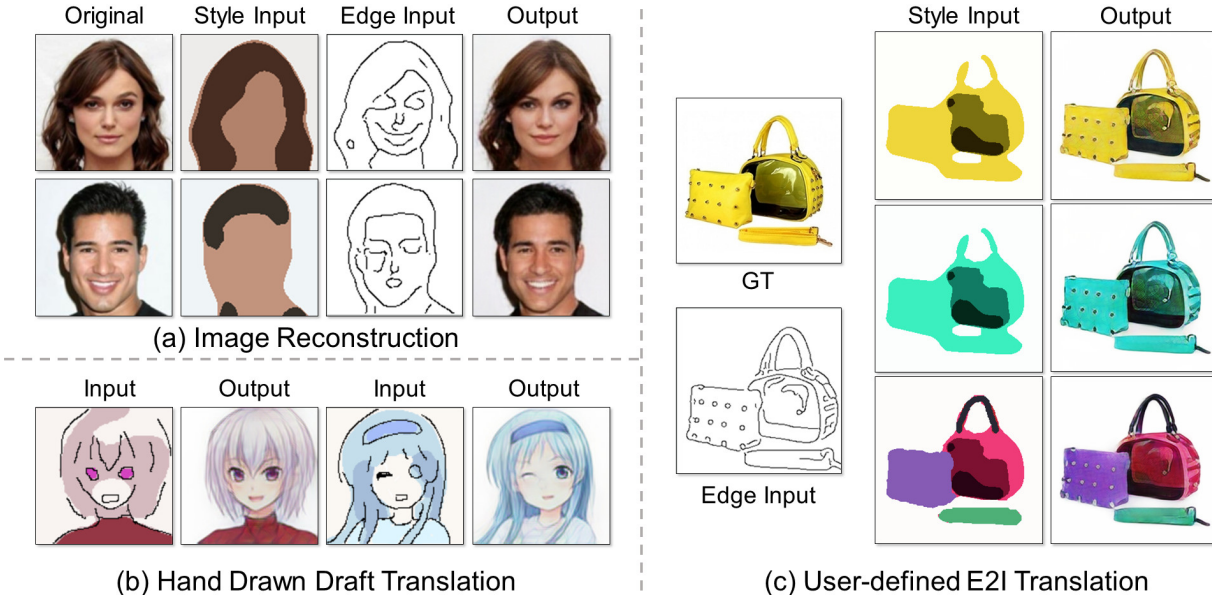 Original Style Input Edge Input Output
(a) Image Reconstruction
Input Output Input Output
(b) Hand Drawn Draft Translation
Style Input Output
GT
Edge Input
(c) User-defined E2I Translation